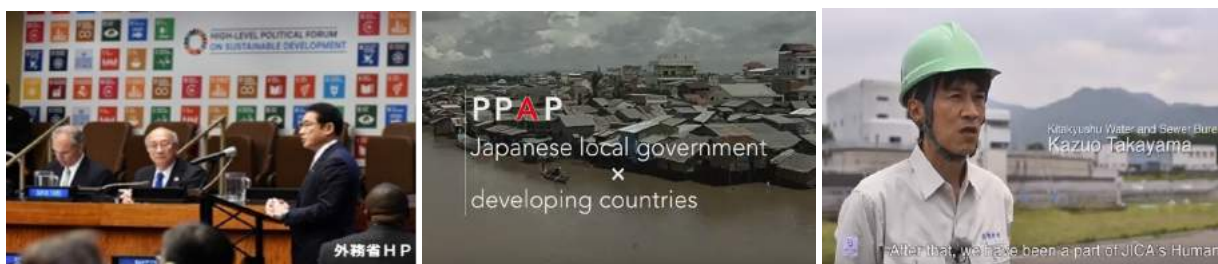 HIGH-LEVEL POLITICAL FORUM
ON SUSTAINABLE DEVELOPMENT
外務省HP
PPAP
Japanese local government
×
developing countries
Kitakyushu Water and Sewer Bure
Kazuo Takayama
After that, we have been a part of JICA's Human